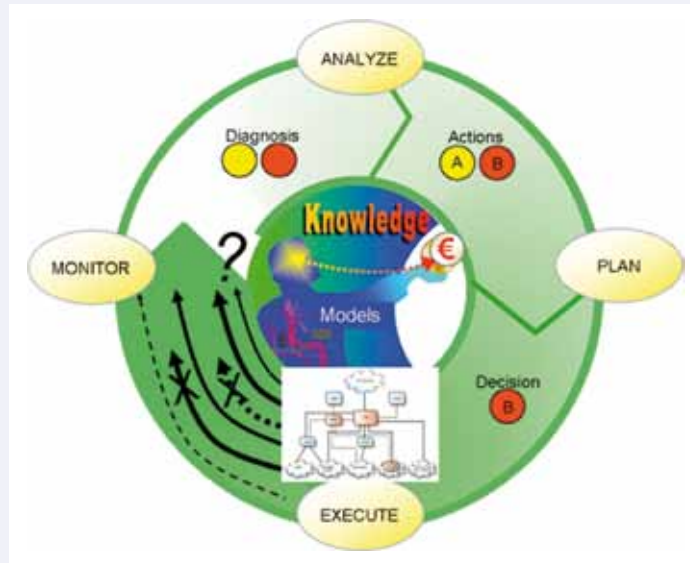 ANALYZE
Diagnosis
Actions
A B
Knowledge
€
?
MONITOR
PLAN
Models
Decision
B
EXECUTE